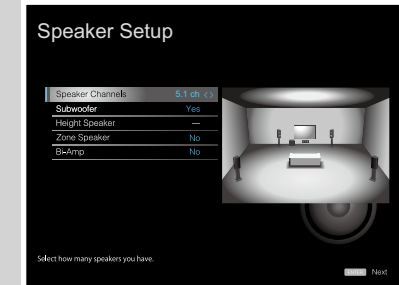 Speaker Setup
Speaker Channels 5.1 ch < >
Subwoofer Yes
Height Speaker —
Zone Speaker No
Bi-Amp No
Select how many speakers you have.
ENTER Next